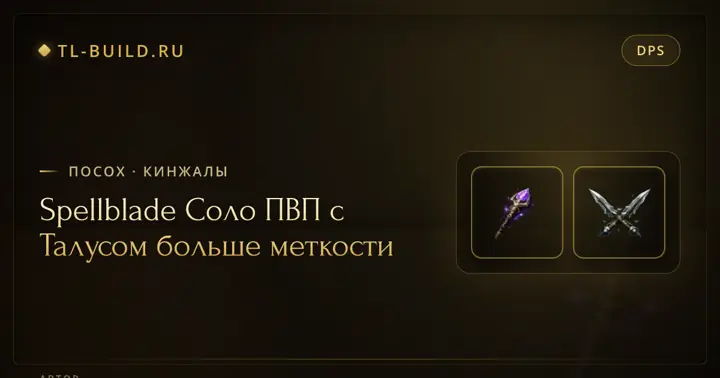 TL-BUILD.RU
DPS
ПОСОХ · КИНЖАЛЫ
Spellblade Соло ПВП с
Талусом больше меткости